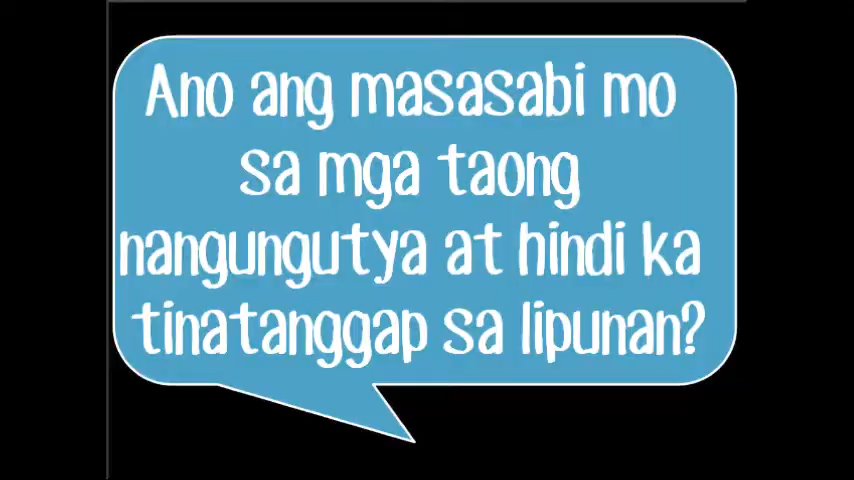 Ano ang masasabi mo
sa mga taong
nangungutya at hindi ka
tinatanggap sa lipunan?